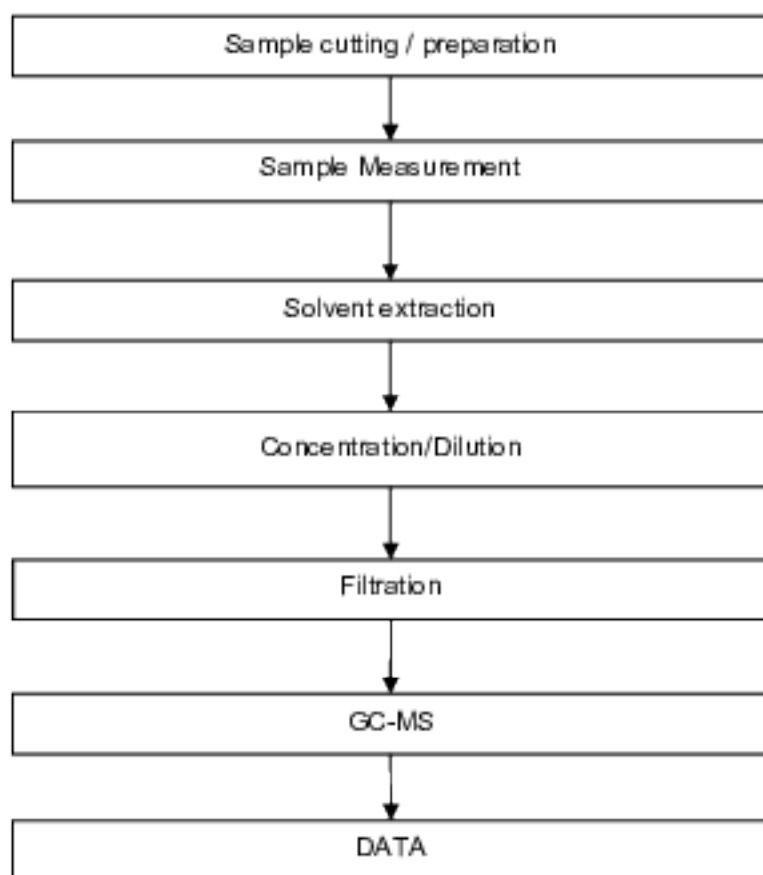 Sample cutting / preparation
Sample Measurement
Solvent extraction
Concentration/Dilution
Filtration
GC-MS
DATA